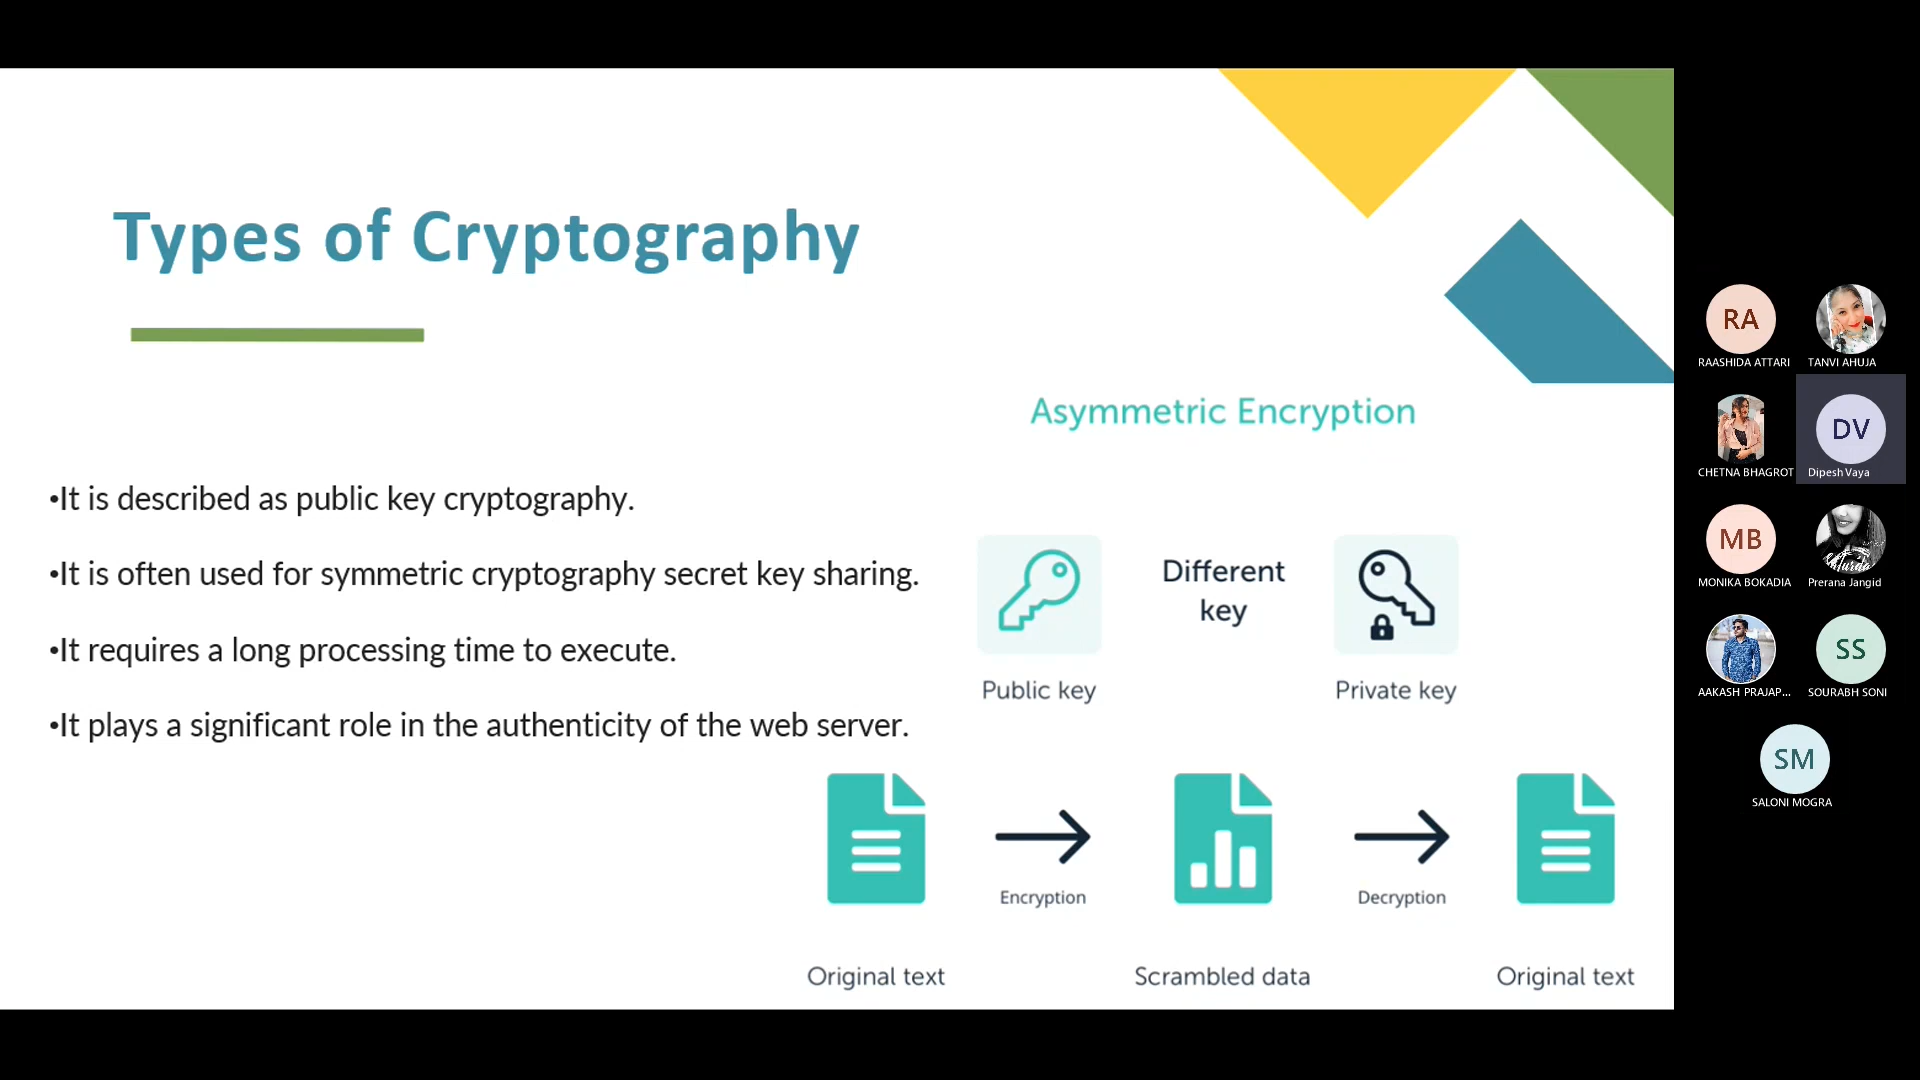 Types of Cryptography
Asymmetric Encryption
•It is described as public key cryptography.
•It is often used for symmetric cryptography secret key sharing.
•It requires a long processing time to execute.
•It plays a significant role in the authenticity of the web server.
Different
key
Public key
Private key
Encryption
Decryption
Original text
Scrambled data
Original text
RA
RAASHIDA ATTARI
TANVI AHUJA
CHETNA BHAGROT
DV
Dipesh Vaya
MB
MONIKA BOKADIA
Prerana Jangid
AAKASH PRAJAP...
SS
SOURABH SONI
SM
SALONI MOGRA